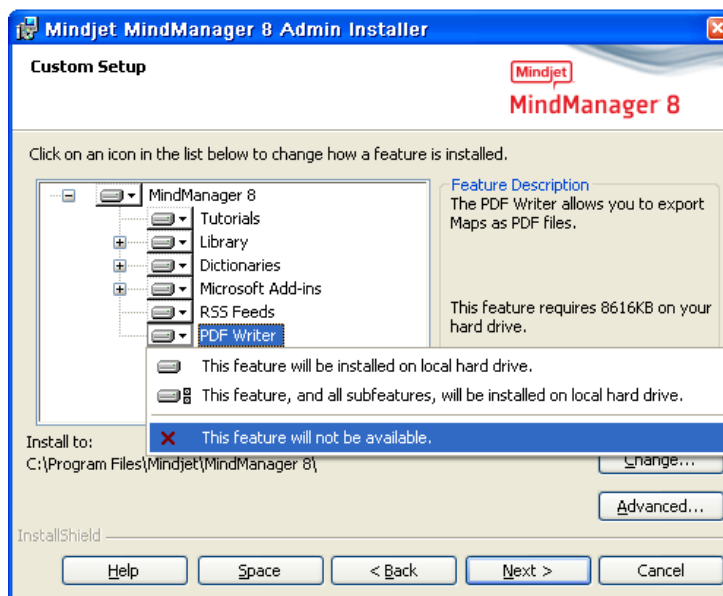 Mindjet MindManager 8 Admin Installer
Custom Setup
Mindjet
MindManager 8
Click on an icon in the list below to change how a feature is installed.
MindManager 8
Tutorials
Library
Dictionaries
Microsoft Add-ins
RSS Feeds
PDF Writer
Feature Description
The PDF Writer allows you to export
Maps as PDF files.
This feature requires 8616KB on your
hard drive.
This feature will be installed on local hard drive.
This feature, and all subfeatures, will be installed on local hard drive.
This feature will not be available.
Install to:
C:\Program Files\Mindjet\MindManager 8\
Change...
Advanced...
InstallShield
Help
Space
< Back
Next >
Cancel